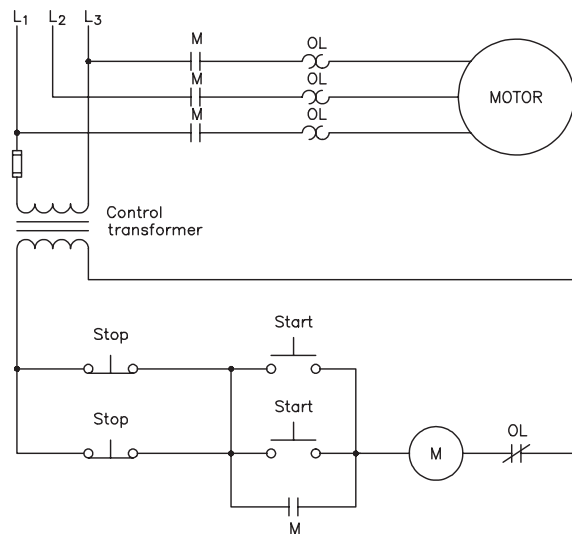 L1 L2 L3
M OL
M OL
MOTOR
M OL
Control
transformer
Stop Start
Stop Start
M OL
M